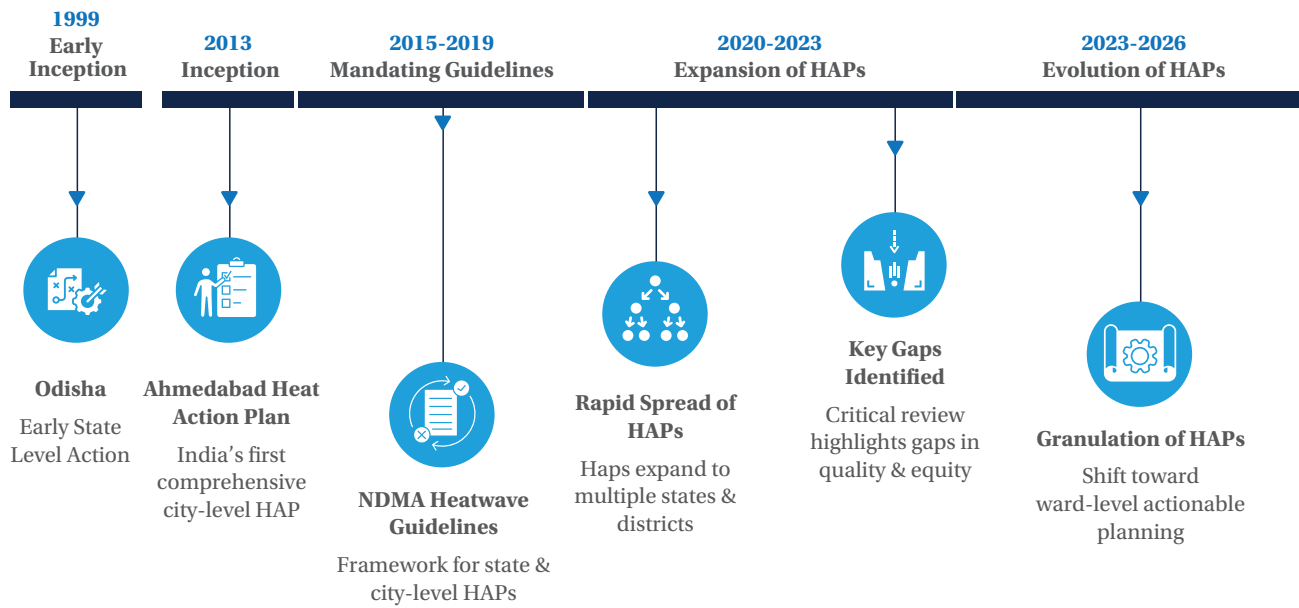 1999
Early
Inception
2013
Inception
2015-2019
Mandating Guidelines
2020-2023
Expansion of HAPs
2023-2026
Evolution of HAPs
Odisha
Early State
Level Action
Ahmedabad Heat
Action Plan
India's first
comprehensive
city-level HAP
NDMA Heatwave
Guidelines
Framework for state &
city-level HAPs
Rapid Spread of
HAPs
Haps expand to
multiple states &
districts
Key Gaps
Identified
Critical review
highlights gaps in
quality & equity
Granulation of HAPs
Shift toward
ward-level actionable
planning